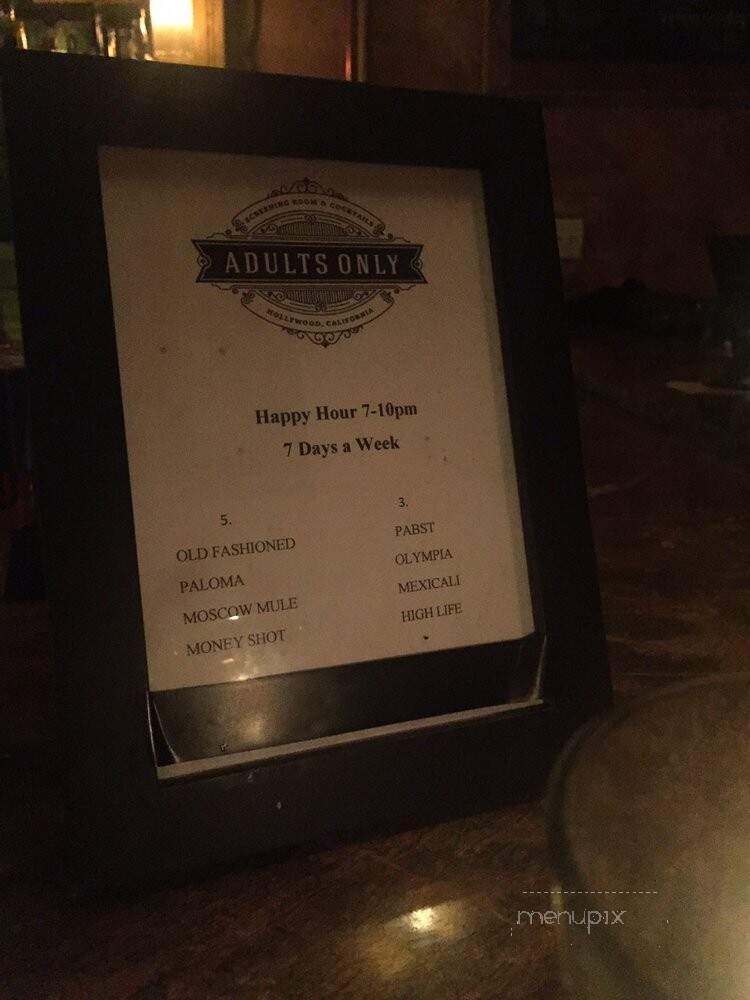 SCREENING ROOM & COCKTAILS
ADULTS ONLY
HOLLYWOOD, CALIFORNIA
Happy Hour 7-10pm
7 Days a Week
5.
OLD FASHIONED
PALOMA
MOSCOW MULE
MONEY SHOT
3.
PABST
OLYMPIA
MEXICALI
HIGH LIFE
menupix